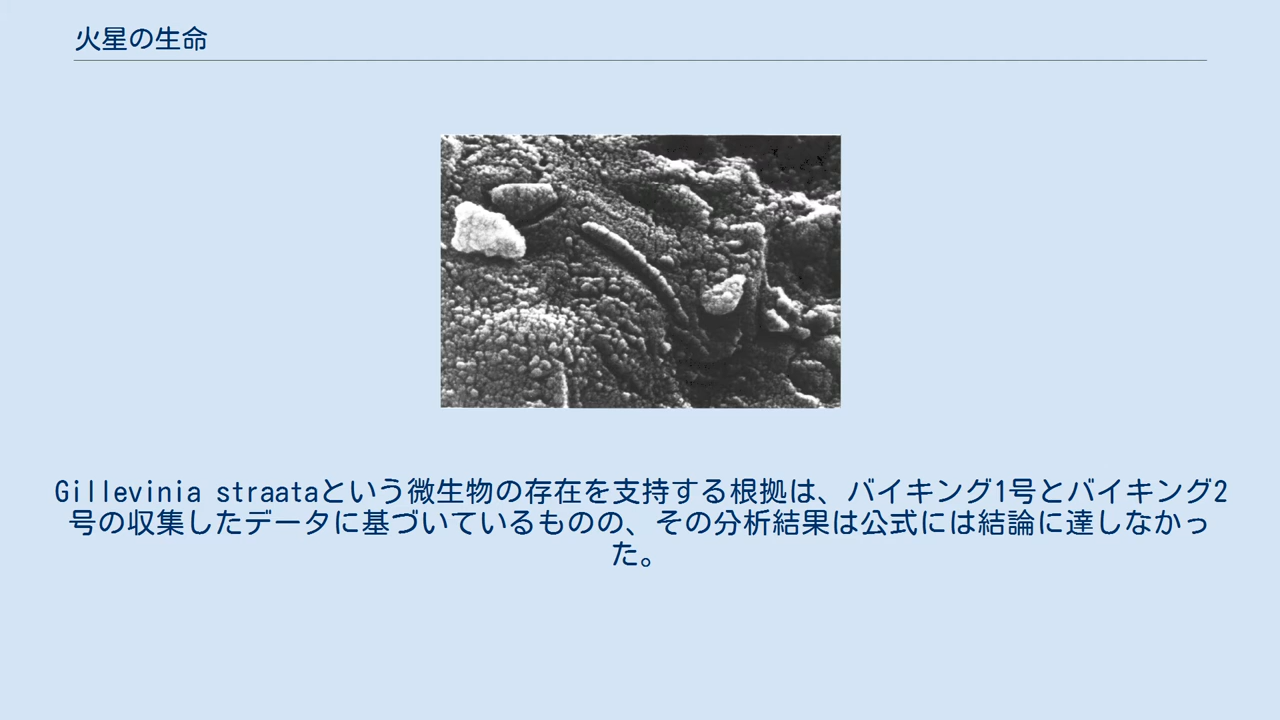 火星の生命
Gillevinia straataという微生物の存在を支持する根拠は、バイキング1号とバイキング2
号の収集したデータに基づいているものの、その分析結果は公式には結論に達しなかっ
た。